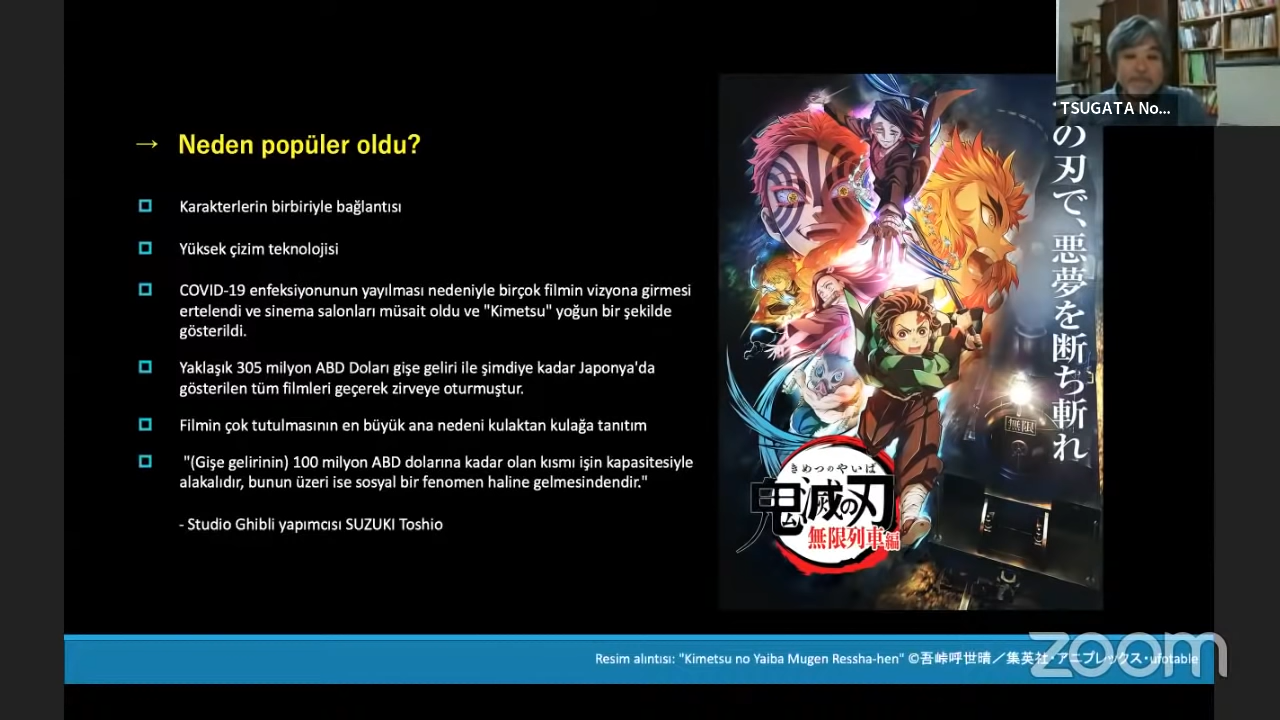 TSUGATA No...
→ Neden popüler oldu?
Karakterlerin birbiriyle bağlantısı
Yüksek çizim teknolojisi
COVID-19 enfeksiyonunun yayılması nedeniyle birçok filmin vizyona girmesi
ertelendi ve sinema salonları müsait oldu ve "Kimetsu" yoğun bir şekilde
gösterildi.
Yaklaşık 305 milyon ABD Doları gişe geliri ile şimdiye kadar Japonya'da
gösterilen tüm filmleri geçerek zirveye oturmuştur.
Filmin çok tutulmasının en büyük ana nedeni kulaktan kulağa tanıtım
"(Gişe gelirinin) 100 milyon ABD dolarına kadar olan kısmı işin kapasitesiyle
alakalıdır, bunun üzeri ise sosyal bir fenomen haline gelmesindendir."
- Studio Ghibli yapımcısı SUZUKI Toshio
の刃で、悪夢を断ち斬れ
無限
きめつのやいば
鬼滅の刃
無限列車編
Resim alıntısı: "Kimetsu no Yaiba Mugen Ressha-hen" ©吾峠呼世晴／集英社・アニプレックス・ufotable
zoom